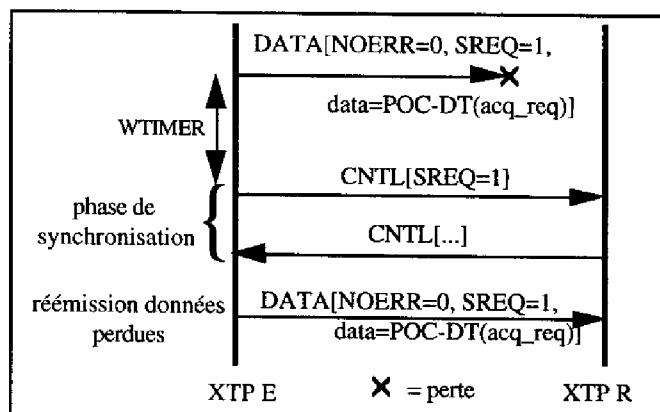 DATA[NOERR=0, SREQ=1,
data=POC-DT(acq_req)]
WTIMER
CNTL[SREQ=1]
phase de
synchronisation
CNTL[...]
réémission données
perdues
DATA[NOERR=0, SREQ=1,
data=POC-DT(acq_req)]
XTP E
= perte
XTP R